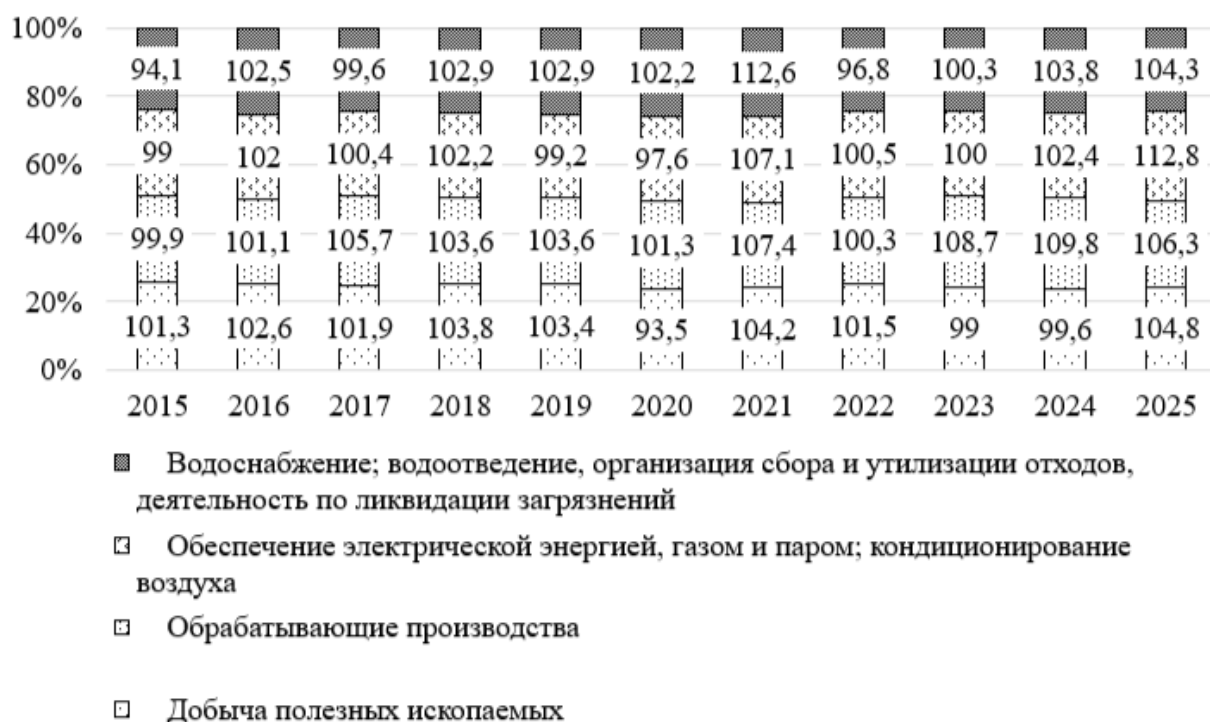 100%
94,1 102,5 99,6 102,9 102,9 102,2 112,6 96,8 100,3 103,8 104,3
80%
99 102 100,4 102,2 99,2 97,6 107,1 100,5 100 102,4 112,8
60%
99,9 101,1 105,7 103,6 103,6 101,3 107,4 100,3 108,7 109,8 106,3
40%
20%
101,3 102,6 101,9 103,8 103,4 93,5 104,2 101,5 99 99,6 104,8
0%
2015 2016 2017 2018 2019 2020 2021 2022 2023 2024 2025
Водоснабжение; водоотведение, организация сбора и утилизации отходов,
деятельность по ликвидации загрязнений
Обеспечение электрической энергией, газом и паром; кондиционирование
воздуха
Обрабатывающие производства
Добыча полезных ископаемых